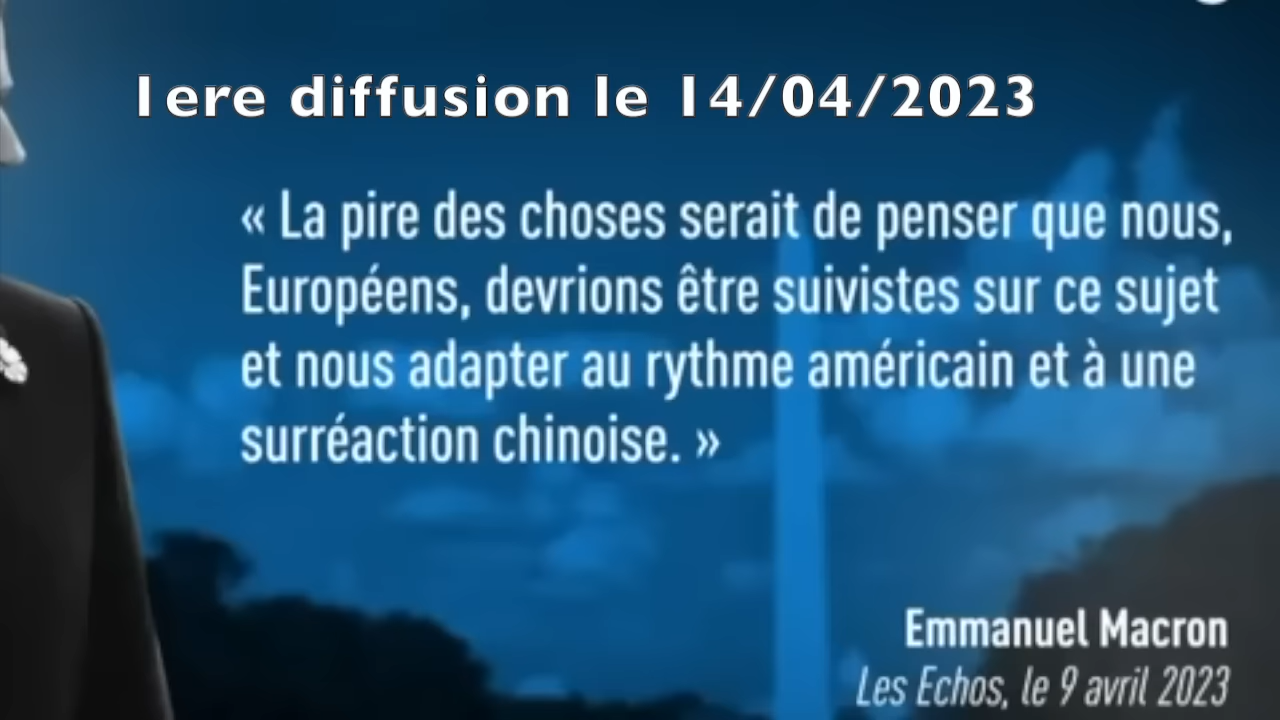 1ere diffusion le 14/04/2023
« La pire des choses serait de penser que nous,
Européens, devrions être suivistes sur ce sujet
et nous adapter au rythme américain et à une
surréaction chinoise. »
Emmanuel Macron
Les Echos, le 9 avril 2023